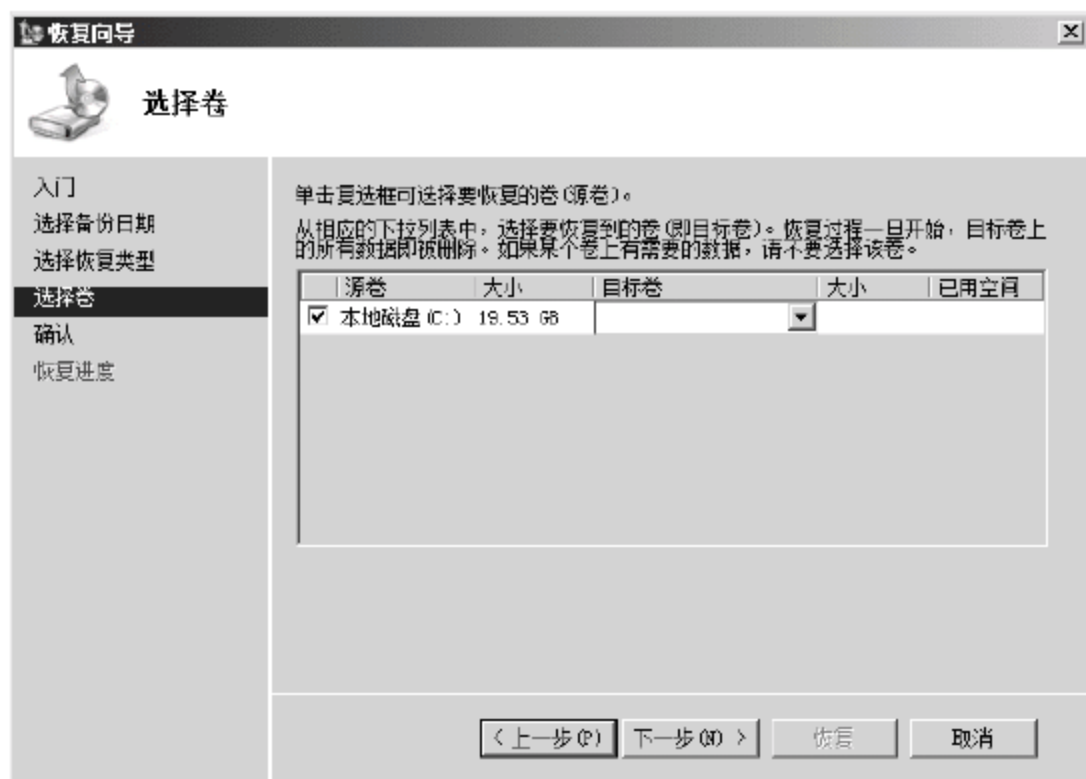 恢复向导
选择卷
入门
选择备份日期
选择恢复类型
选择卷
确认
恢复进度
单击复选框可选择要恢复的卷(源卷)。
从相应的下拉列表中，选择要恢复到的卷(即目标卷)。恢复过程一旦开始，目标卷上
的所有数据即被删除。如果某个卷上有需要的数据，请不要选择该卷。
源卷 大小 目标卷 大小 已用空间
本地磁盘(C:) 19.53 GB
< 上一步(P) 下一步(N) > 恢复 取消